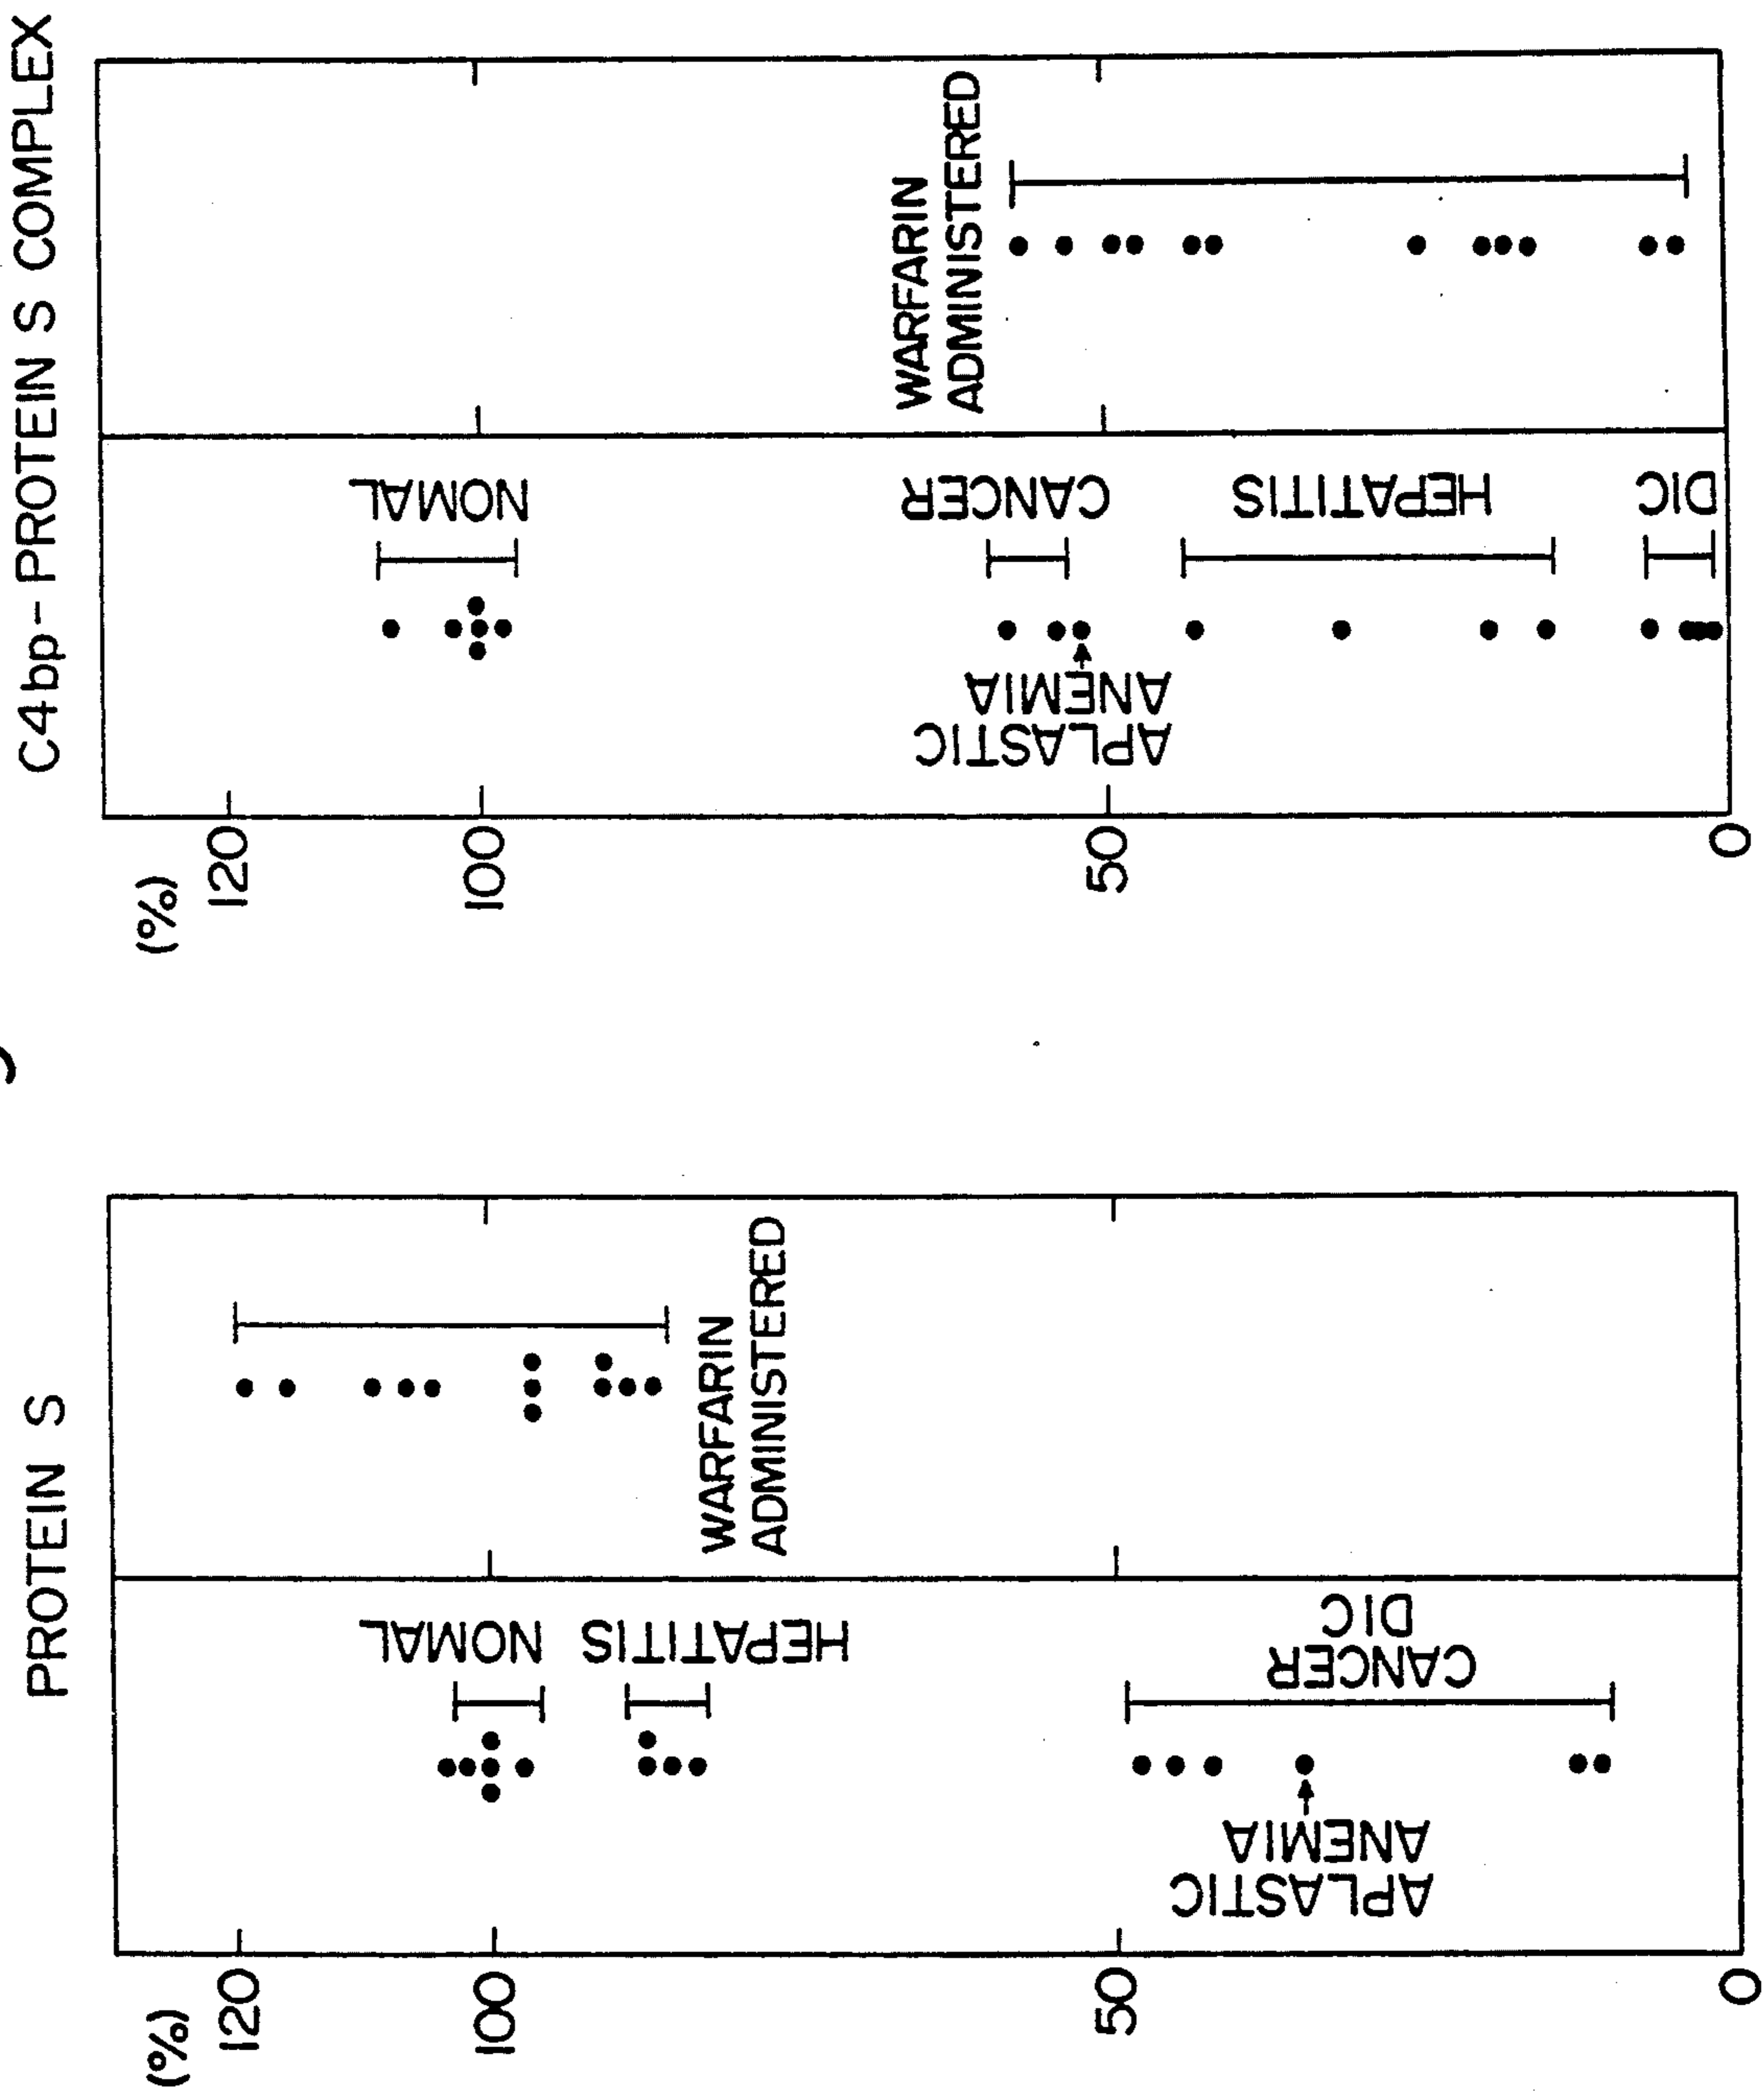 PROTEIN S
(%)
120
100
50
0
NOMAL
HEPATITIS
CANCER
DIC
APLASTIC
ANEMIA
WARFARIN
ADMINISTERED
C4bp-PROTEIN S COMPLEX
(%)
120
100
50
0
NOMAL
CANCER
APLASTIC
ANEMIA
HEPATITIS
DIC
WARFARIN
ADMINISTERED